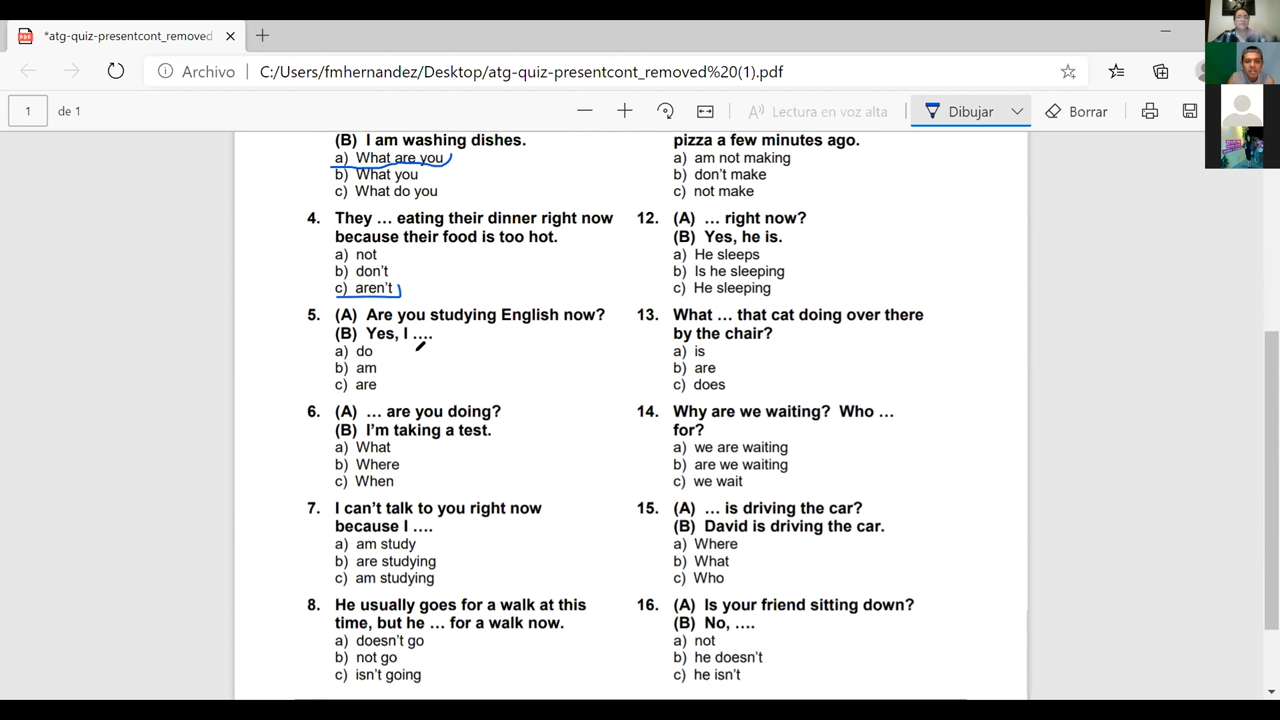 *atg-quiz-presentcont_removed
1 de 1
Archivo C:/Users/fmhernandez/Desktop/atg-quiz-presentcont_removed%20(1).pdf
Lectura en voz alta
Dibujar
Borrar
(B) I am washing dishes.
a) What are you
b) What you
c) What do you
4. They … eating their dinner right now
because their food is too hot.
a) not
b) don't
c) aren't
5. (A) Are you studying English now?
(B) Yes, I ….
a) do
b) am
c) are
6. (A) … are you doing?
(B) I'm taking a test.
a) What
b) Where
c) When
7. I can't talk to you right now
because I ….
a) am study
b) are studying
c) am studying
8. He usually goes for a walk at this
time, but he … for a walk now.
a) doesn't go
b) not go
c) isn't going
pizza a few minutes ago.
a) am not making
b) don't make
c) not make
12. (A) … right now?
(B) Yes, he is.
a) He sleeps
b) Is he sleeping
c) He sleeping
13. What … that cat doing over there
by the chair?
a) is
b) are
c) does
14. Why are we waiting? Who …
for?
a) we are waiting
b) are we waiting
c) we wait
15. (A) … is driving the car?
(B) David is driving the car.
a) Where
b) What
c) Who
16. (A) Is your friend sitting down?
(B) No, ….
a) not
b) he doesn't
c) he isn't